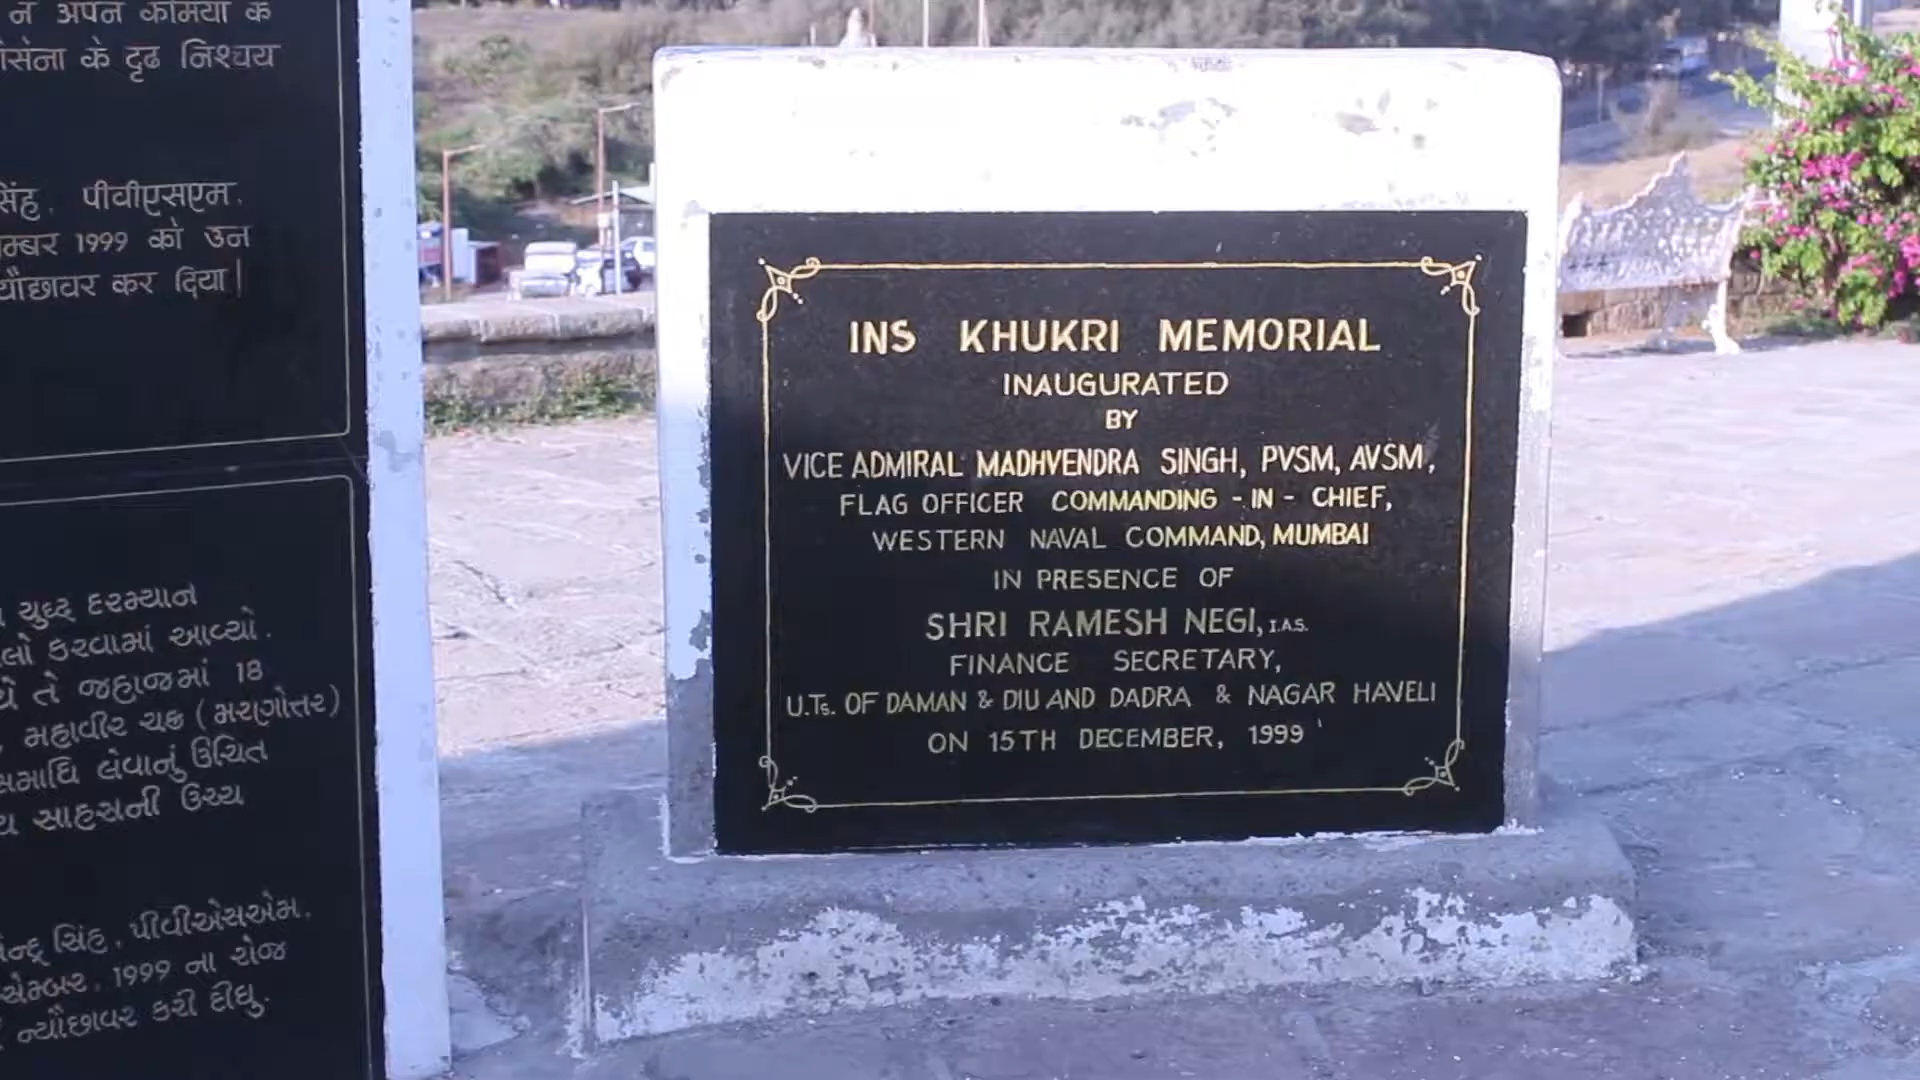 ने अपने कर्मियों के
सेना के दृढ निश्चय
सिंह, पीवीएसएम,
1999 को उन
कर दिया|
યુદ્ધ દરમ્યાન
કરવામાં આવ્યો.
તે જહાજમાં 18
મહાવીર ચક્ર (મરણોત્તર)
સમાધિ લેવાનું ઉચિત
સાહસની ઉચ્ચ
સિંહ, પીવીએસએમ.
1999 ના રોજ
ન્યૌછાવર કરી દીધુ.
INS KHUKRI MEMORIAL
INAUGURATED
BY
VICE ADMIRAL MADHVENDRA SINGH, PVSM, AVSM,
FLAG OFFICER COMMANDING - IN - CHIEF,
WESTERN NAVAL COMMAND, MUMBAI
IN PRESENCE OF
SHRI RAMESH NEGI, I.A.S.
FINANCE SECRETARY,
U.Ts. OF DAMAN & DIU AND DADRA & NAGAR HAVELI
ON 15TH DECEMBER, 1999